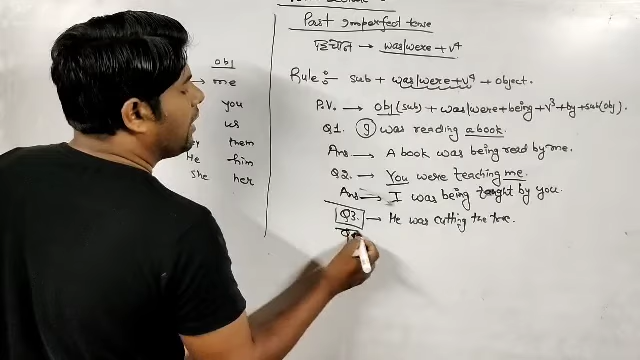 obj
→ me
you
us
them
He him
She her
Past imperfect tense
पहिचान → was/were + v⁴
Rule :- sub + was/were + v⁴ + object.
P.V. → obj (sub) + was/were + being + v³ + by + sub (obj).
Q1. I was reading a book.
Ans → A book was being read by me.
Q2. → You were teaching me.
Ans → I was being taught by you.
Q3. → He was cutting the tree.